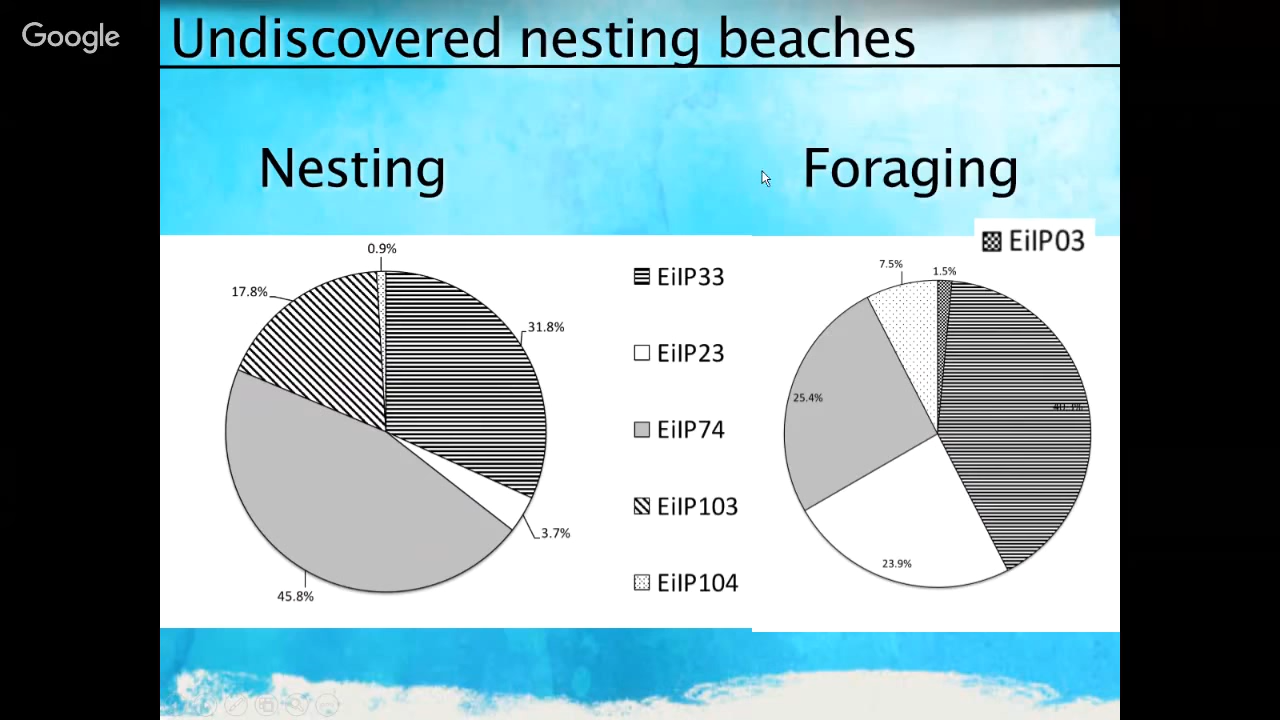 Google
Undiscovered nesting beaches
Nesting
Foraging
EiIP03
0.9%
17.8%
31.8%
3.7%
45.8%
EiIP33
EiIP23
EiIP74
EiIP103
EiIP104
7.5%
1.5%
25.4%
23.9%